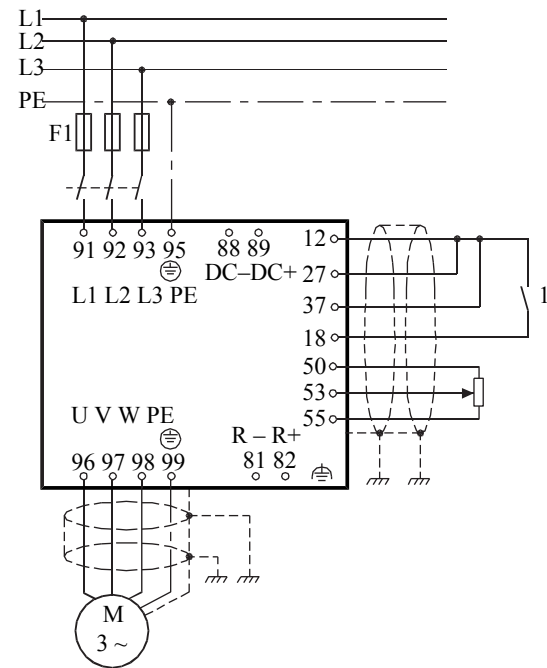 L1
L2
L3
PE
F1
91 92 93 95 88 89 12
DC–DC+ 27
L1 L2 L3 PE
37
1
18
50
53
U V W PE
55
R – R+
96 97 98 99 81 82
M
3 ~